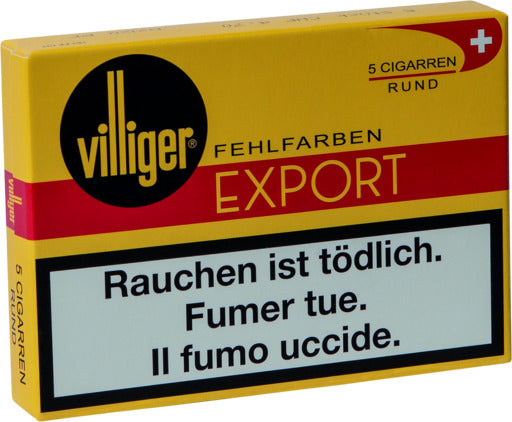 5 CIGARREN
RUND
villiger®
FEHLFARBEN
EXPORT
Rauchen ist tödlich.
Fumer tue.
Il fumo uccide.
villiger
5 CIGARREN
RUND